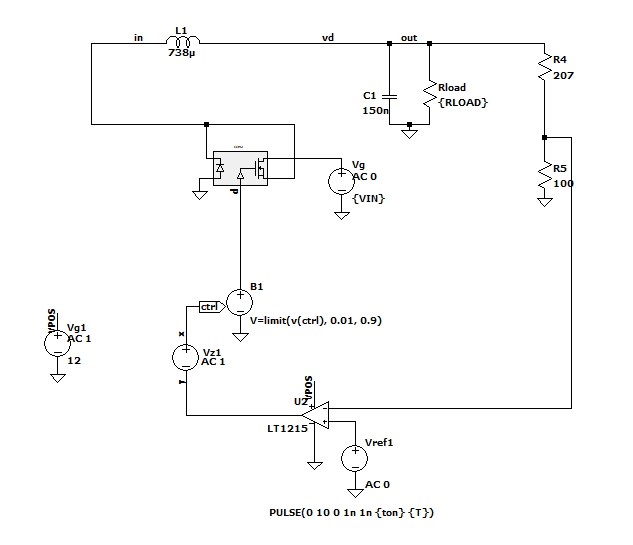 L1
in
vd
out
738µ
R4
207
C1
150n
Rload
{RLOAD}
Vg
AC 0
{VIN}
R5
100
d
B1
V=limit(v(ctrl), 0.01, 0.9)
ctrl
x
Vz1
AC 1
y
VPOS
Vg1
AC 1
12
VPOS
U2
LT1215
Vref1
AC 0
PULSE(0 10 0 1n 1n {ton} {T})